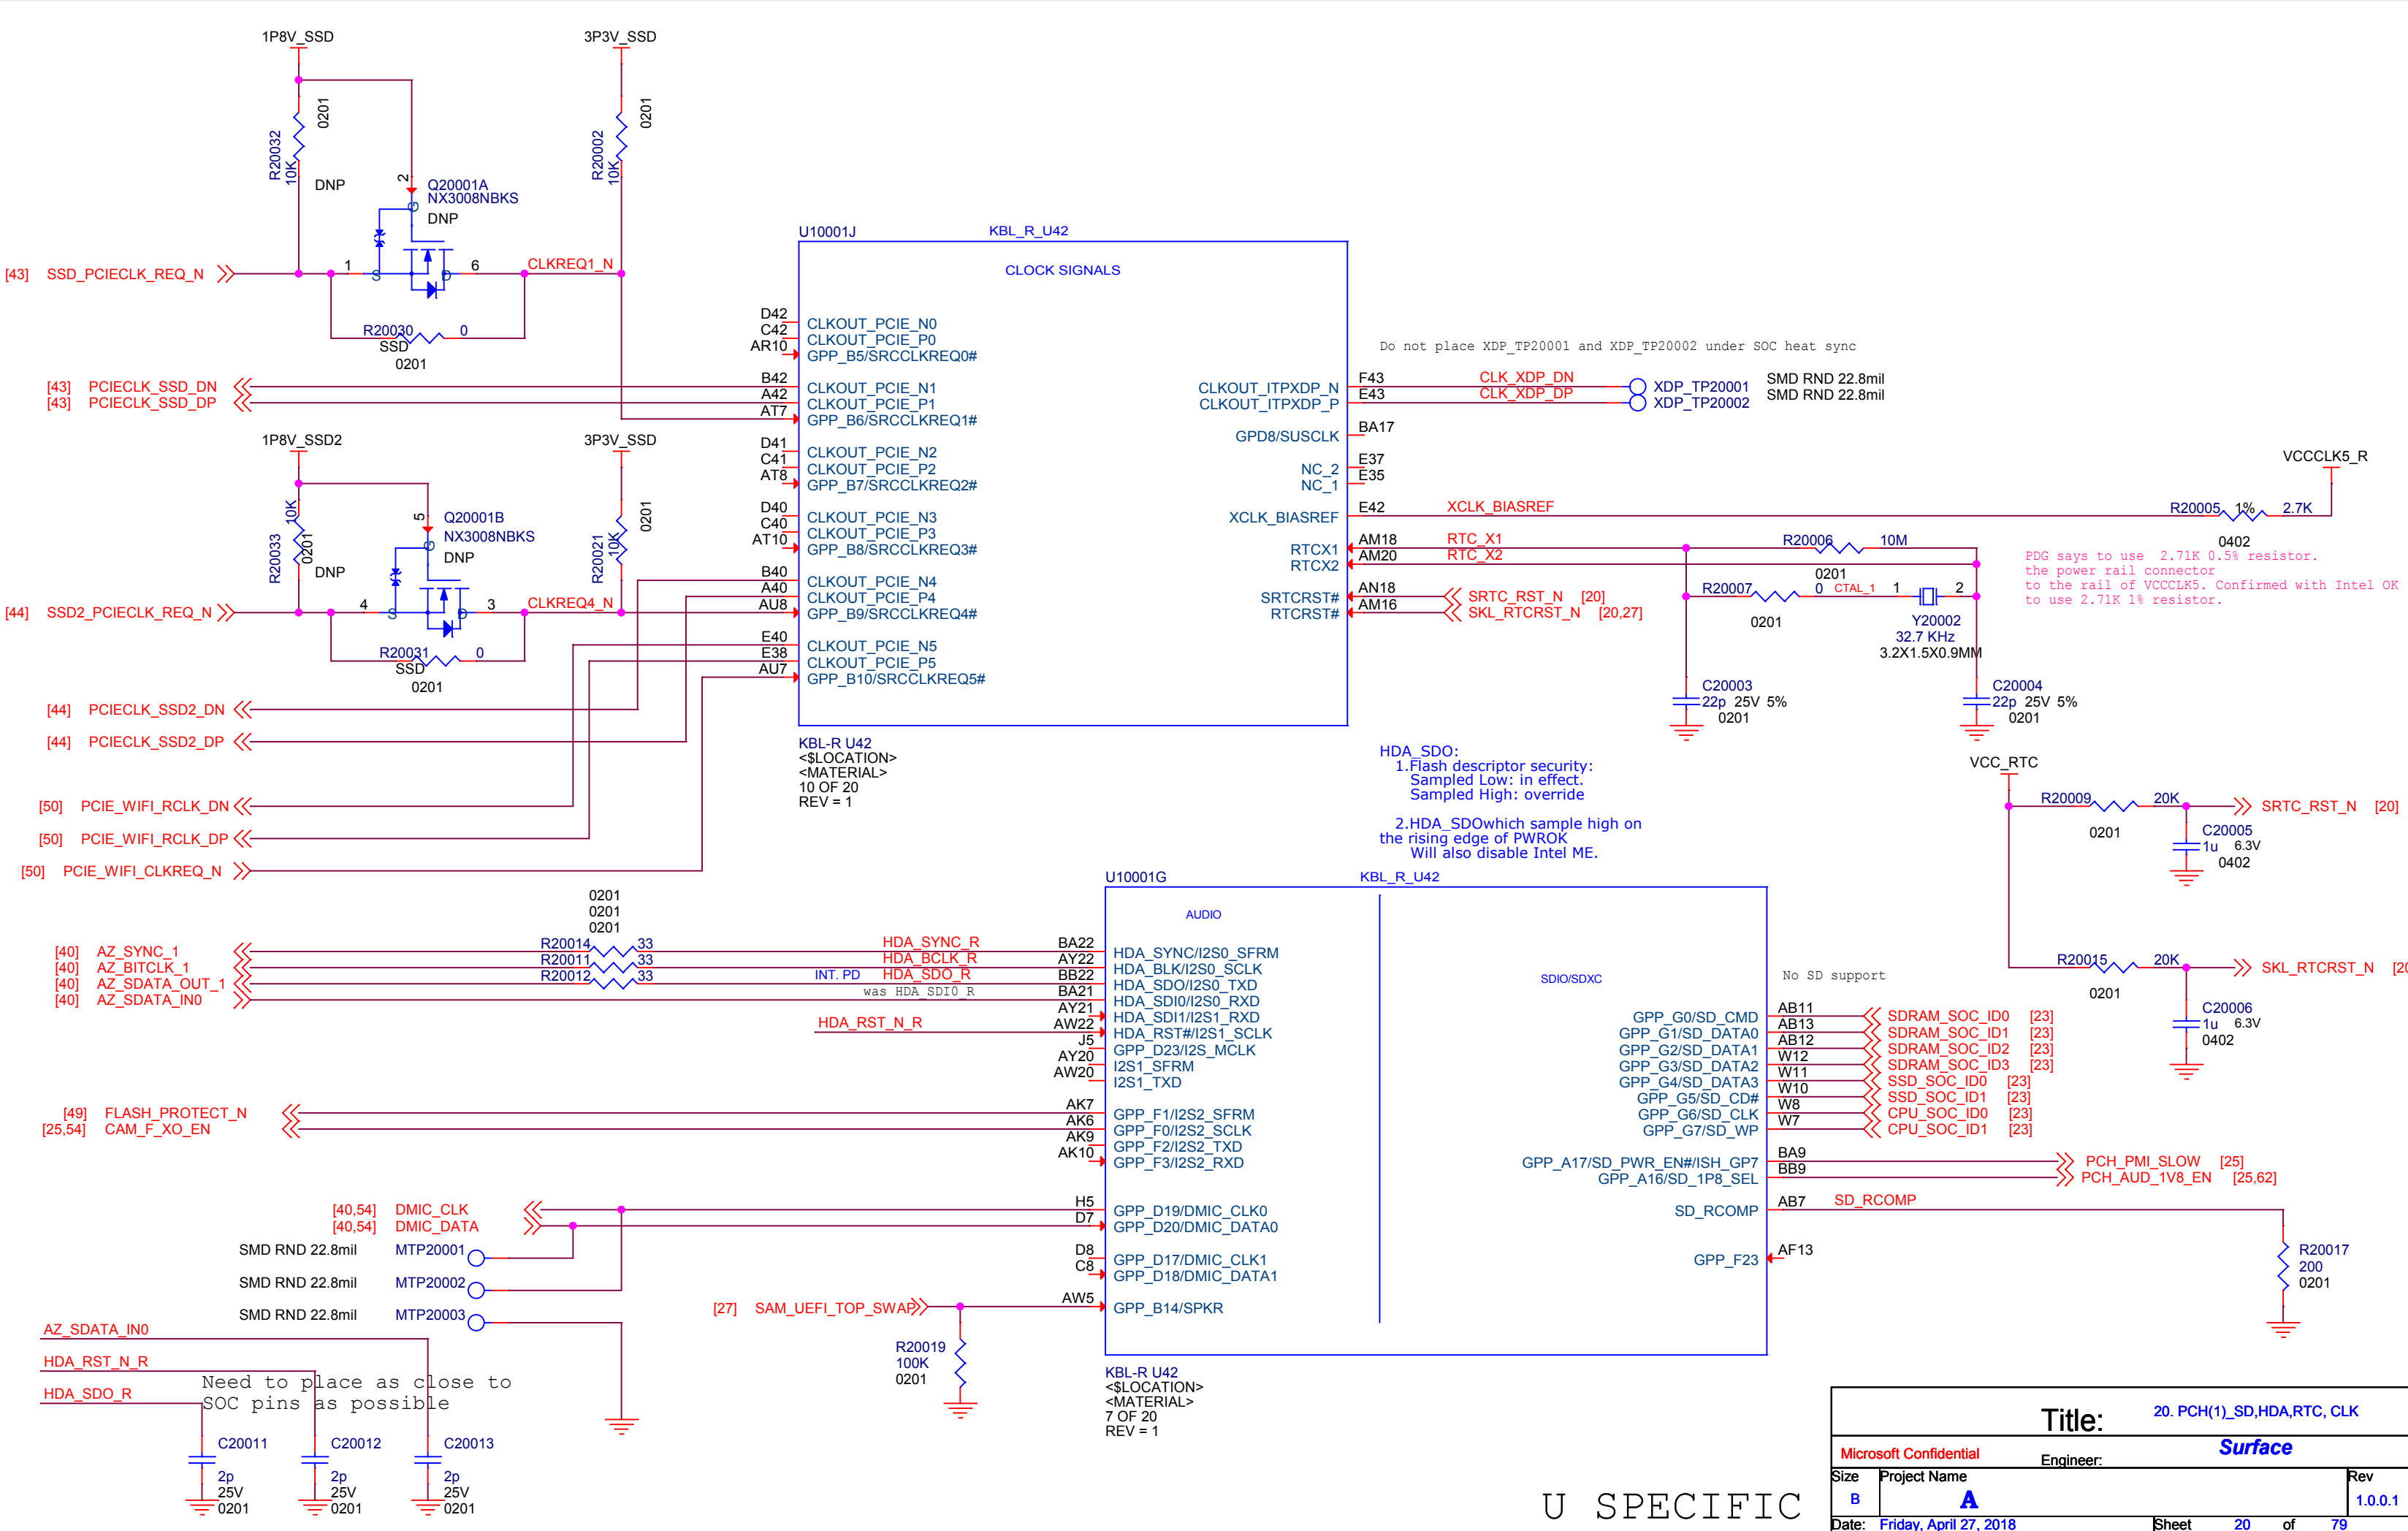 1P8V_SSD
3P3V_SSD
R20032
10K
0201
DNP
2
G
Q20001A
NX3008NBKS
DNP
R20002
10K
0201
[43] SSD_PCIECLK_REQ_N
1
S
D
6
CLKREQ1_N
R20030
0
SSD
0201
[43] PCIECLK_SSD_DN
[43] PCIECLK_SSD_DP
1P8V_SSD2
3P3V_SSD
R20033
10K
0201
DNP
5
G
Q20001B
NX3008NBKS
DNP
R20021
10K
0201
[44] SSD2_PCIECLK_REQ_N
4
S
D
3
CLKREQ4_N
R20031
0
SSD
0201
[44] PCIECLK_SSD2_DN
[44] PCIECLK_SSD2_DP
[50] PCIE_WIFI_RCLK_DN
[50] PCIE_WIFI_RCLK_DP
[50] PCIE_WIFI_CLKREQ_N
U10001J
KBL_R_U42
CLOCK SIGNALS
D42 CLKOUT_PCIE_N0
C42 CLKOUT_PCIE_P0
AR10 GPP_B5/SRCCLKREQ0#
B42 CLKOUT_PCIE_N1
A42 CLKOUT_PCIE_P1
AT7 GPP_B6/SRCCLKREQ1#
D41 CLKOUT_PCIE_N2
C41 CLKOUT_PCIE_P2
AT8 GPP_B7/SRCCLKREQ2#
D40 CLKOUT_PCIE_N3
C40 CLKOUT_PCIE_P3
AT10 GPP_B8/SRCCLKREQ3#
B40 CLKOUT_PCIE_N4
A40 CLKOUT_PCIE_P4
AU8 GPP_B9/SRCCLKREQ4#
E40 CLKOUT_PCIE_N5
E38 CLKOUT_PCIE_P5
AU7 GPP_B10/SRCCLKREQ5#
KBL-R U42
<$LOCATION>
<MATERIAL>
10 OF 20
REV = 1
Do not place XDP_TP20001 and XDP_TP20002 under SOC heat sync
CLKOUT_ITPXDP_N F43 CLK_XDP_DN XDP_TP20001 SMD RND 22.8mil
CLKOUT_ITPXDP_P E43 CLK_XDP_DP XDP_TP20002 SMD RND 22.8mil
GPD8/SUSCLK BA17
NC_2 E37
NC_1 E35
XCLK_BIASREF E42 XCLK_BIASREF
RTCX1 AM18 RTC_X1
RTCX2 AM20 RTC_X2
SRTCRST# AN18 SRTC_RST_N [20]
RTCRST# AM16 SKL_RTCRST_N [20,27]
VCCCLK5_R
R20005 1% 2.7K
0402
PDG says to use 2.71K 0.5% resistor.
the power rail connector
to the rail of VCCCLK5. Confirmed with Intel OK
to use 2.71K 1% resistor.
R20006 10M
0201
R20007 0 CTAL_1 1 2
0201
Y20002
32.7 KHz
3.2X1.5X0.9MM
C20003
22p 25V 5%
0201
C20004
22p 25V 5%
0201
HDA_SDO:
1.Flash descriptor security:
Sampled Low: in effect.
Sampled High: override
2.HDA_SDOwhich sample high on
the rising edge of PWROK
Will also disable Intel ME.
VCC_RTC
R20009 20K SRTC_RST_N [20]
0201
C20005
1u 6.3V
0402
R20015 20K SKL_RTCRST_N
0201
C20006
1u 6.3V
0402
U10001G
KBL_R_U42
AUDIO
SDIO/SDXC
No SD support
0201
0201
0201
[40] AZ_SYNC_1 R20014 33 HDA_SYNC_R BA22 HDA_SYNC/I2S0_SFRM
[40] AZ_BITCLK_1 R20011 33 HDA_BCLK_R AY22 HDA_BLK/I2S0_SCLK
[40] AZ_SDATA_OUT_1 R20012 33 INT. PD HDA_SDO_R BB22 HDA_SDO/I2S0_TXD
[40] AZ_SDATA_IN0 was HDA_SDI0_R BA21 HDA_SDI0/I2S0_RXD
AY21 HDA_SDI1/I2S1_RXD
HDA_RST_N_R AW22 HDA_RST#/I2S1_SCLK
J5 GPP_D23/I2S_MCLK
AY20 I2S1_SFRM
AW20 I2S1_TXD
[49] FLASH_PROTECT_N AK7 GPP_F1/I2S2_SFRM
[25,54] CAM_F_XO_EN AK6 GPP_F0/I2S2_SCLK
AK9 GPP_F2/I2S2_TXD
AK10 GPP_F3/I2S2_RXD
[40,54] DMIC_CLK H5 GPP_D19/DMIC_CLK0
[40,54] DMIC_DATA D7 GPP_D20/DMIC_DATA0
SMD RND 22.8mil MTP20001
D8 GPP_D17/DMIC_CLK1
C8 GPP_D18/DMIC_DATA1
SMD RND 22.8mil MTP20002
SMD RND 22.8mil MTP20003
[27] SAM_UEFI_TOP_SWAP AW5 GPP_B14/SPKR
R20019
100K
0201
GPP_G0/SD_CMD AB11 SDRAM_SOC_ID0 [23]
GPP_G1/SD_DATA0 AB13 SDRAM_SOC_ID1 [23]
GPP_G2/SD_DATA1 AB12 SDRAM_SOC_ID2 [23]
GPP_G3/SD_DATA2 W12 SDRAM_SOC_ID3 [23]
GPP_G4/SD_DATA3 W11 SSD_SOC_ID0 [23]
GPP_G5/SD_CD# W10 SSD_SOC_ID1 [23]
GPP_G6/SD_CLK W8 CPU_SOC_ID0 [23]
GPP_G7/SD_WP W7 CPU_SOC_ID1 [23]
GPP_A17/SD_PWR_EN#/ISH_GP7 BA9 PCH_PMI_SLOW [25]
GPP_A16/SD_1P8_SEL BB9 PCH_AUD_1V8_EN [25,62]
SD_RCOMP AB7 SD_RCOMP
GPP_F23 AF13
R20017
200
0201
KBL-R U42
<$LOCATION>
<MATERIAL>
7 OF 20
REV = 1
AZ_SDATA_IN0
HDA_RST_N_R
HDA_SDO_R
Need to place as close to
SOC pins as possible
C20011
2p
25V
0201
C20012
2p
25V
0201
C20013
2p
25V
0201
U SPECIFIC
Title: 20. PCH(1)_SD,HDA,RTC, CLK
Microsoft Confidential Engineer: Surface
Size Project Name Rev
B A 1.0.0.1
Date: Friday, April 27, 2018 Sheet 20 of 79